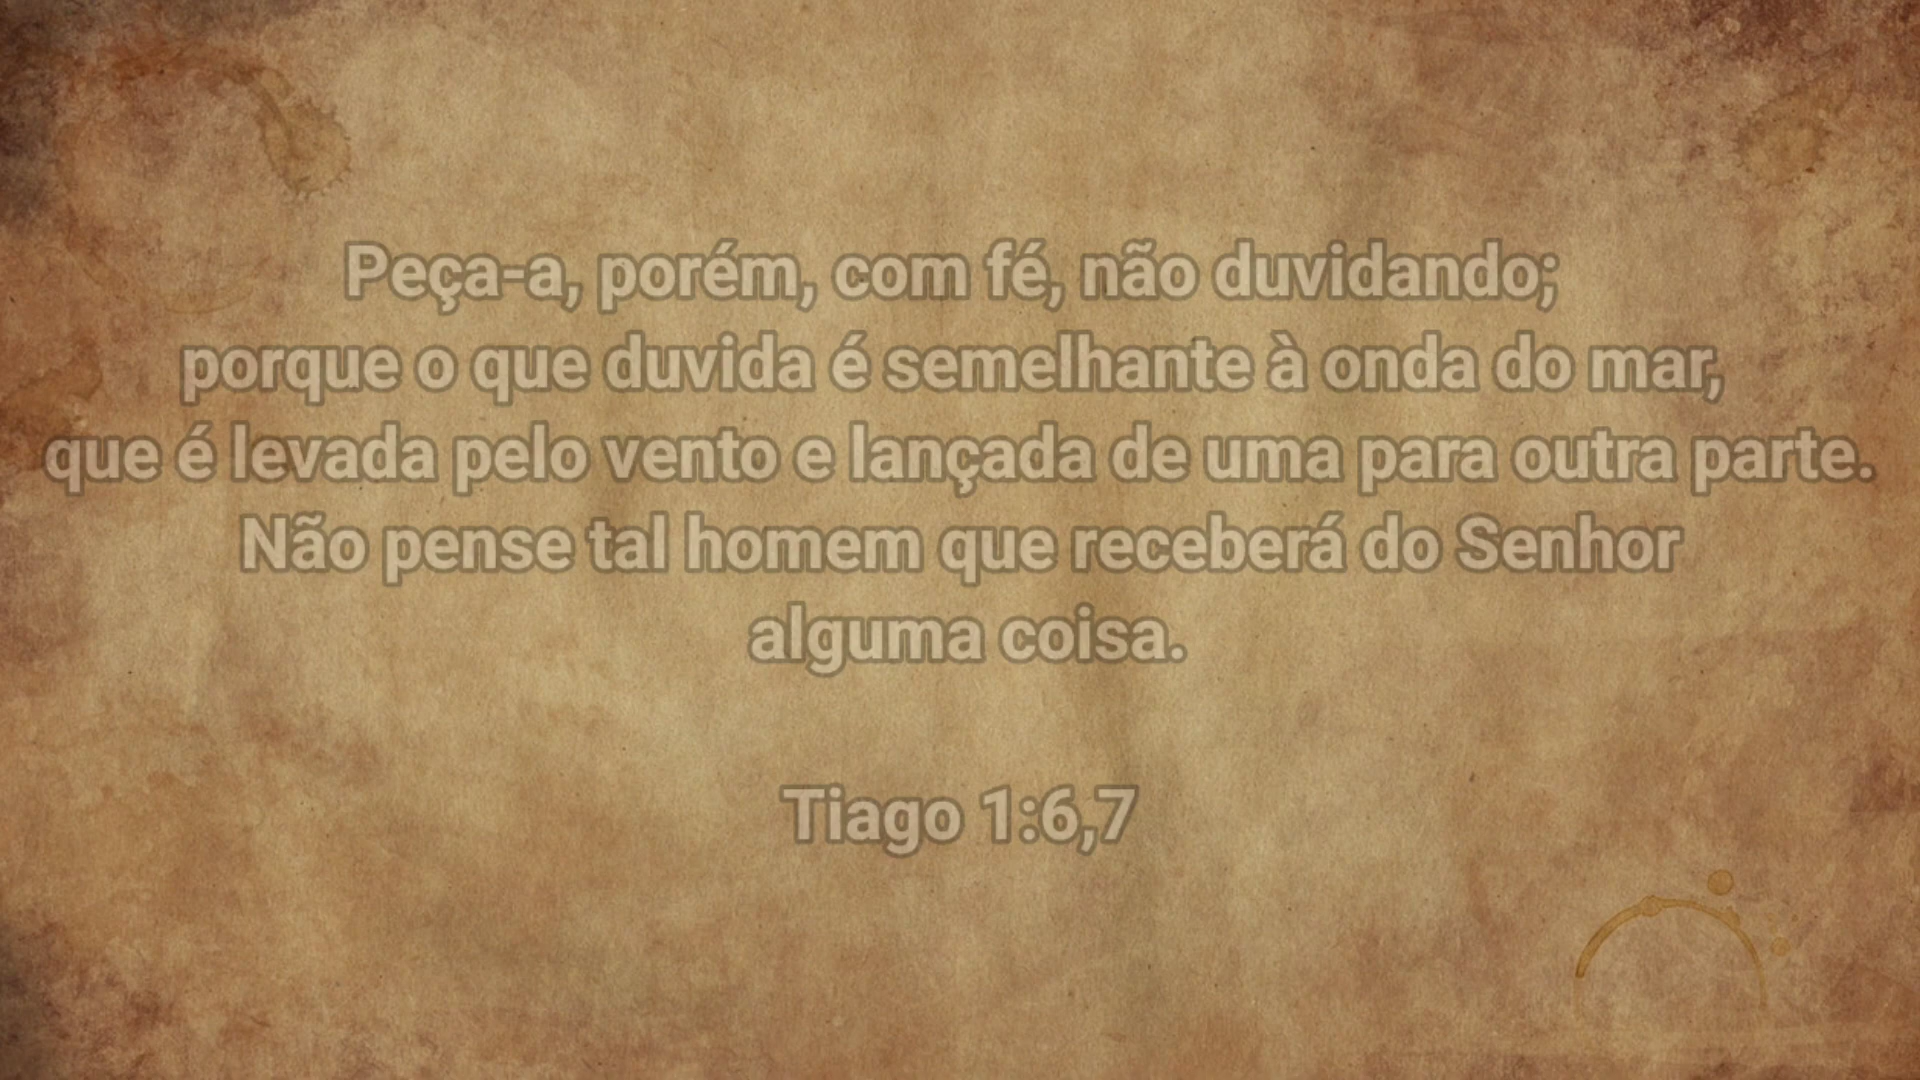 Peça-a, porém, com fé, não duvidando;
porque o que duvida é semelhante à onda do mar,
que é levada pelo vento e lançada de uma para outra parte.
Não pense tal homem que receberá do Senhor
alguma coisa.
Tiago 1:6,7